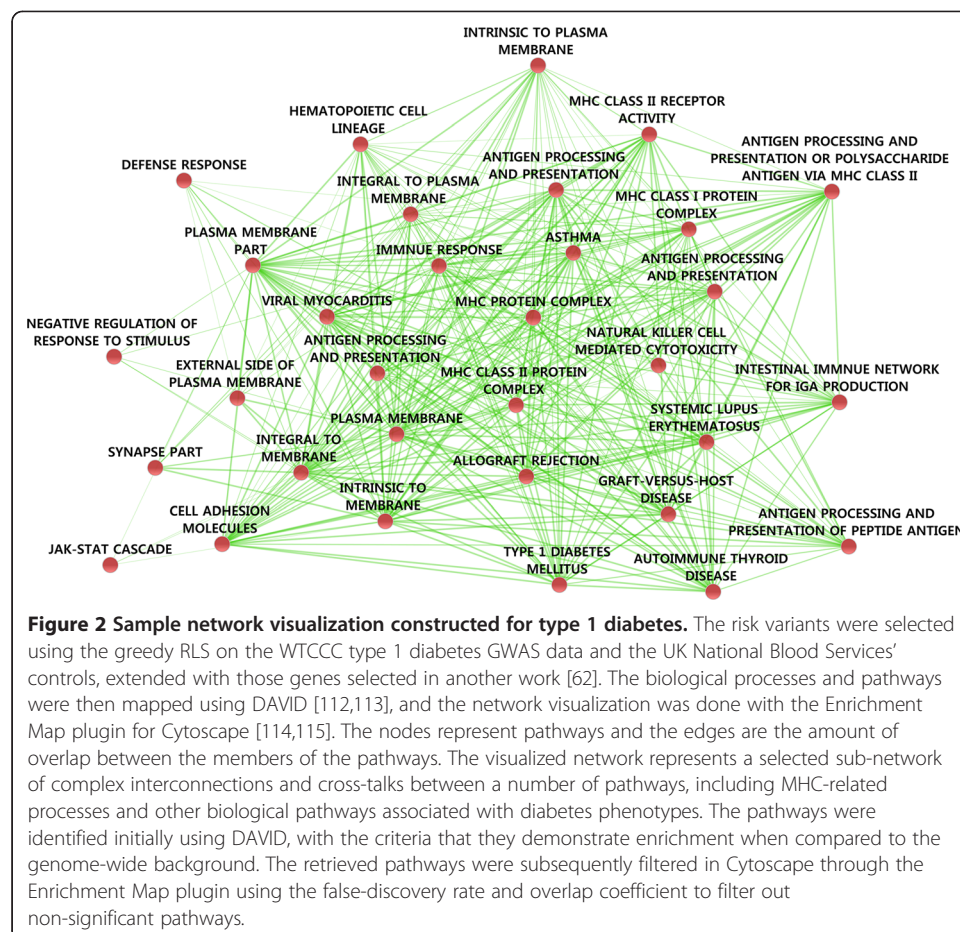 INTRINSIC TO PLASMA
MEMBRANE
HEMATOPOIETIC CELL
LINEAGE
MHC CLASS II RECEPTOR
ACTIVITY
DEFENSE RESPONSE
ANTIGEN PROCESSING
AND PRESENTATION
ANTIGEN PROCESSING AND
PRESENTATION OR POLYSACCHARIDE
ANTIGEN VIA MHC CLASS II
INTEGRAL TO PLASMA
MEMBRANE
MHC CLASS I PROTEIN
COMPLEX
PLASMA MEMBRANE
PART
IMMNUE RESPONSE
ASTHMA
ANTIGEN PROCESSING
AND PRESENTATION
VIRAL MYOCARDITIS
MHC PROTEIN COMPLEX
NEGATIVE REGULATION OF
RESPONSE TO STIMULUS
ANTIGEN PROCESSING
AND PRESENTATION
NATURAL KILLER CELL
MEDIATED CYTOTOXICITY
EXTERNAL SIDE OF
PLASMA MEMBRANE
MHC CLASS II PROTEIN
COMPLEX
INTESTINAL IMMNUE NETWORK
FOR IGA PRODUCTION
PLASMA MEMBRANE
SYSTEMIC LUPUS
ERYTHEMATOSUS
SYNAPSE PART
INTEGRAL TO
MEMBRANE
ALLOGRAFT REJECTION
INTRINSIC TO
MEMBRANE
GRAFT-VERSUS-HOST
DISEASE
CELL ADHESION
MOLECULES
ANTIGEN PROCESSING AND
PRESENTATION OF PEPTIDE ANTIGEN
JAK-STAT CASCADE
TYPE 1 DIABETES
MELLITUS
AUTOIMMUNE THYROID
DISEASE
Figure 2 Sample network visualization constructed for type 1 diabetes. The risk variants were selected
using the greedy RLS on the WTCCC type 1 diabetes GWAS data and the UK National Blood Services’
controls, extended with those genes selected in another work [62]. The biological processes and pathways
were then mapped using DAVID [112,113], and the network visualization was done with the Enrichment
Map plugin for Cytoscape [114,115]. The nodes represent pathways and the edges are the amount of
overlap between the members of the pathways. The visualized network represents a selected sub-network
of complex interconnections and cross-talks between a number of pathways, including MHC-related
processes and other biological pathways associated with diabetes phenotypes. The pathways were
identified initially using DAVID, with the criteria that they demonstrate enrichment when compared to the
genome-wide background. The retrieved pathways were subsequently filtered in Cytoscape through the
Enrichment Map plugin using the false-discovery rate and overlap coefficient to filter out
non-significant pathways.